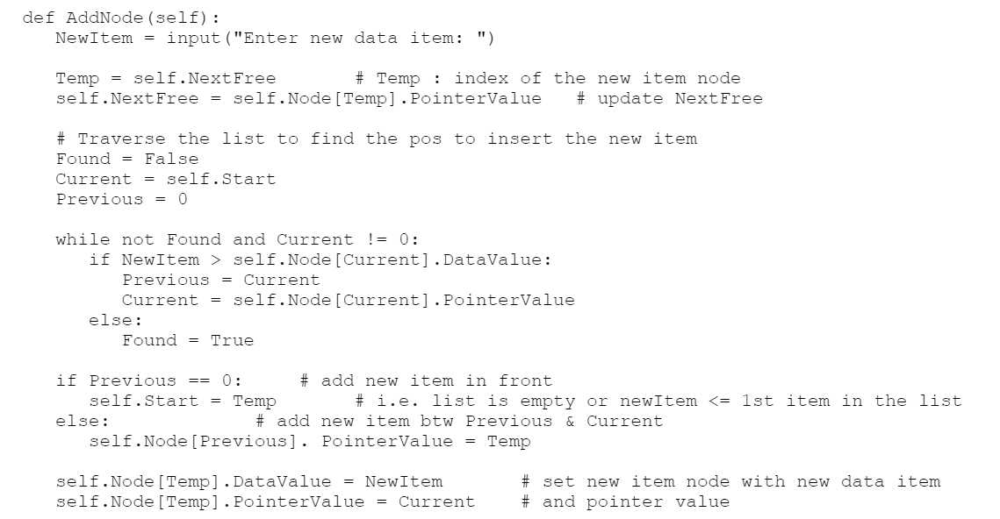 def AddNode(self):
   NewItem = input("Enter new data item: ")

   Temp = self.NextFree       # Temp : index of the new item node
   self.NextFree = self.Node[Temp].PointerValue   # update NextFree

   # Traverse the list to find the pos to insert the new item
   Found = False
   Current = self.Start
   Previous = 0

   while not Found and Current != 0:
      if NewItem > self.Node[Current].DataValue:
         Previous = Current
         Current = self.Node[Current].PointerValue
      else:
         Found = True

   if Previous == 0:     # add new item in front
      self.Start = Temp       # i.e. list is empty or newItem <= 1st item in the list
   else:             # add new item btw Previous & Current
      self.Node[Previous]. PointerValue = Temp

   self.Node[Temp].DataValue = NewItem       # set new item node with new data item
   self.Node[Temp].PointerValue = Current    # and pointer value